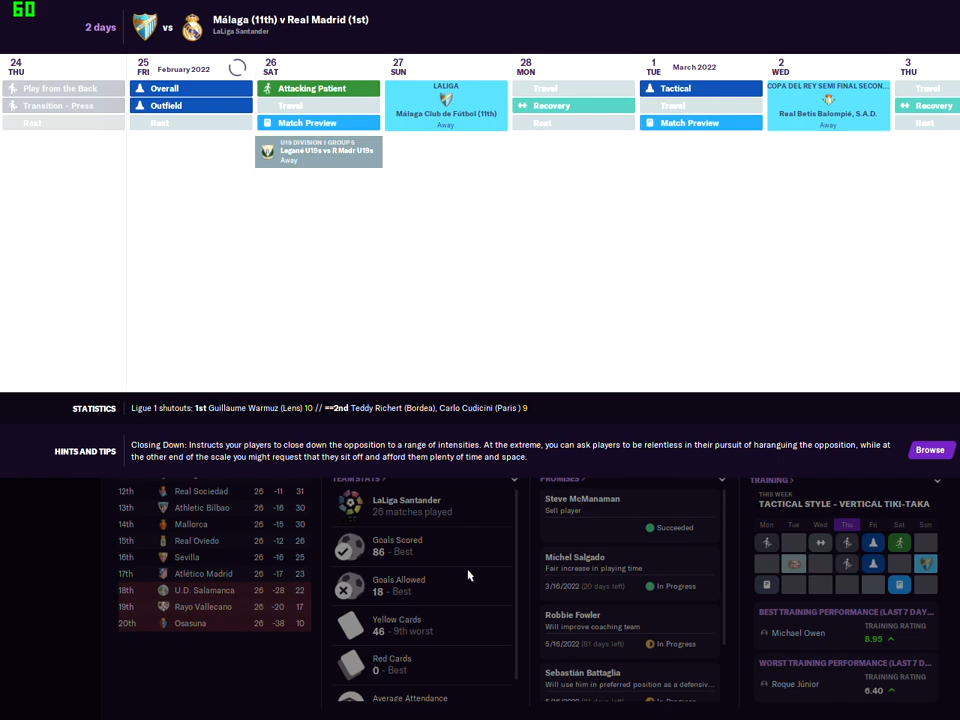 60
2 days
vs
Málaga (11th) v Real Madrid (1st)
LaLiga Santander
24
THU
25
FRI
February 2022
26
SAT
27
SUN
28
MON
1
TUE
March 2022
2
WED
3
THU
Play from the Back
Overall
Attacking Patient
LALIGA
Travel
Tactical
COPA DEL REY SEMI FINAL SECON...
Travel
Transition - Press
Outfield
Travel
Málaga Club de Fútbol (11th)
Recovery
Travel
Real Betis Balompié, S.A.D.
Recovery
Rest
Rest
Match Preview
Away
Rest
Match Preview
Away
Rest
U19 DIVISION 1 GROUP 5
Legané U19s vs R Madr U19s
Away
STATISTICS
Ligue 1 shutouts: 1st Guillaume Warmuz (Lens) 10 // ==2nd Teddy Richert (Bordea), Carlo Cudicini (Paris ) 9
HINTS AND TIPS
Closing Down: Instructs your players to close down the opposition to a range of intensities. At the extreme, you can ask players to be relentless in their pursuit of haranguing the opposition, while at
the other end of the scale you might request that they sit off and afford them plenty of time and space.
Browse
12th Real Sociedad 26 -11 31
13th Athletic Bilbao 26 -16 30
14th Mallorca 26 -15 30
15th Real Oviedo 26 -12 26
16th Sevilla 26 -16 25
17th Atlético Madrid 26 -17 23
18th U.D. Salamanca 26 -28 22
19th Rayo Vallecano 26 -20 17
20th Osasuna 26 -38 10
TEAM STATS >
LaLiga Santander
26 matches played
Goals Scored
86 - Best
Goals Allowed
18 - Best
Yellow Cards
46 - 9th worst
Red Cards
0 - Best
Average Attendance
PROMISES >
Steve McManaman
Sell player
Succeeded
Míchel Salgado
Fair increase in playing time
3/16/2022 (20 days left)
In Progress
Robbie Fowler
Will improve coaching team
5/16/2022 (81 days left)
In Progress
Sebastián Battaglia
Will use him in preferred position as a defensiv...
5/16/2022 (81 days left)
In Progress
TRAINING >
THIS WEEK
TACTICAL STYLE - VERTICAL TIKI-TAKA
Mon Tue Wed Thu Fri Sat Sun
BEST TRAINING PERFORMANCE (LAST 7 DAY...
Michael Owen
TRAINING RATING
8.95
WORST TRAINING PERFORMANCE (LAST 7 D...
Roque Júnior
TRAINING RATING
6.40